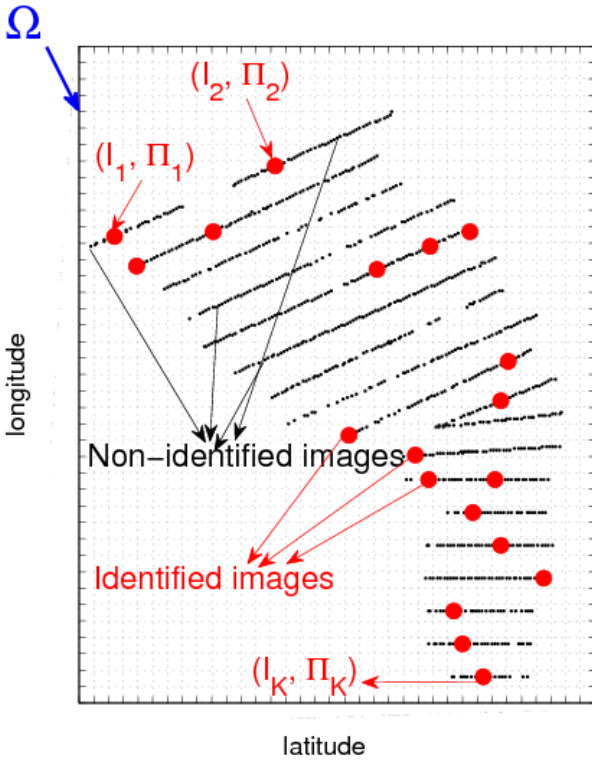 Ω
(I2, Π2)
(I1, Π1)
longitude
Non-identified images
Identified images
(IK, ΠK)
latitude